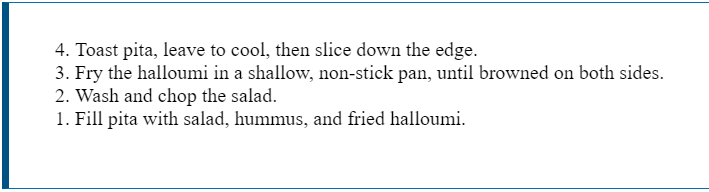 4. Toast pita, leave to cool, then slice down the edge.
3. Fry the halloumi in a shallow, non-stick pan, until browned on both sides.
2. Wash and chop the salad.
1. Fill pita with salad, hummus, and fried halloumi.